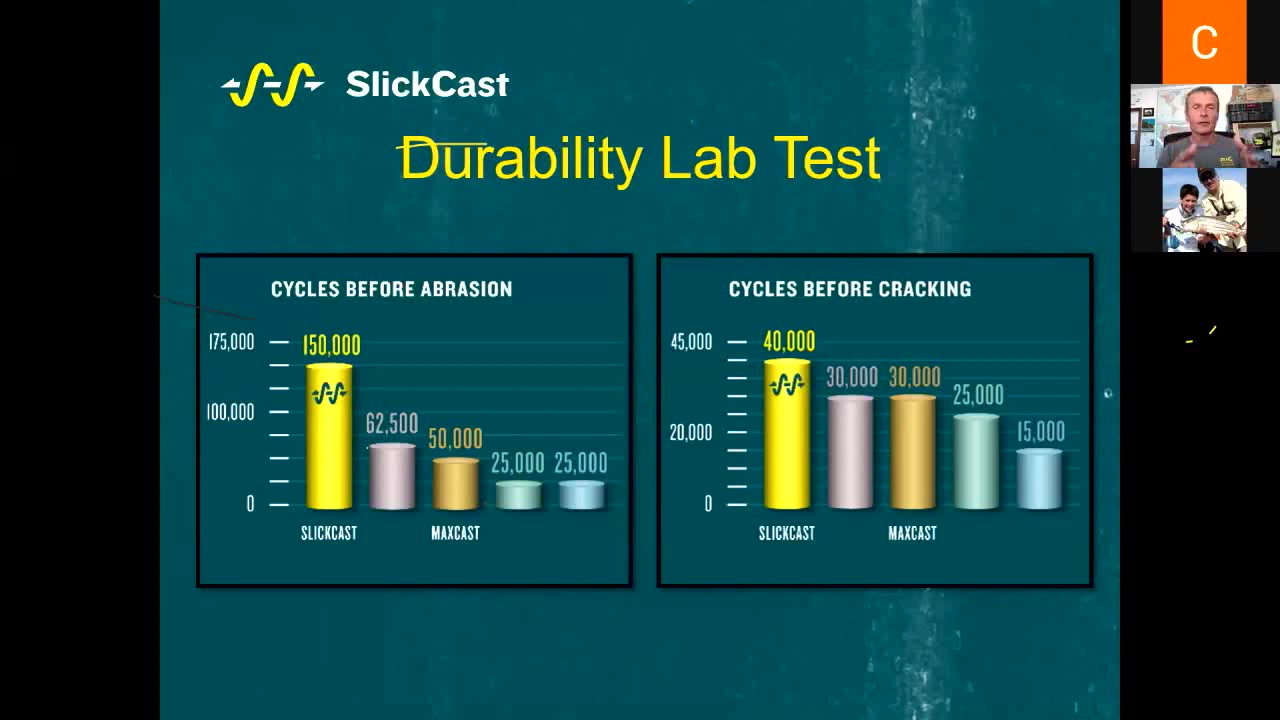 SlickCast
Durability Lab Test
CYCLES BEFORE ABRASION
175,000
100,000
0
150,000
62,500
50,000
25,000
25,000
SLICKCAST
MAXCAST
CYCLES BEFORE CRACKING
45,000
20,000
0
40,000
30,000
30,000
25,000
15,000
SLICKCAST
MAXCAST
C